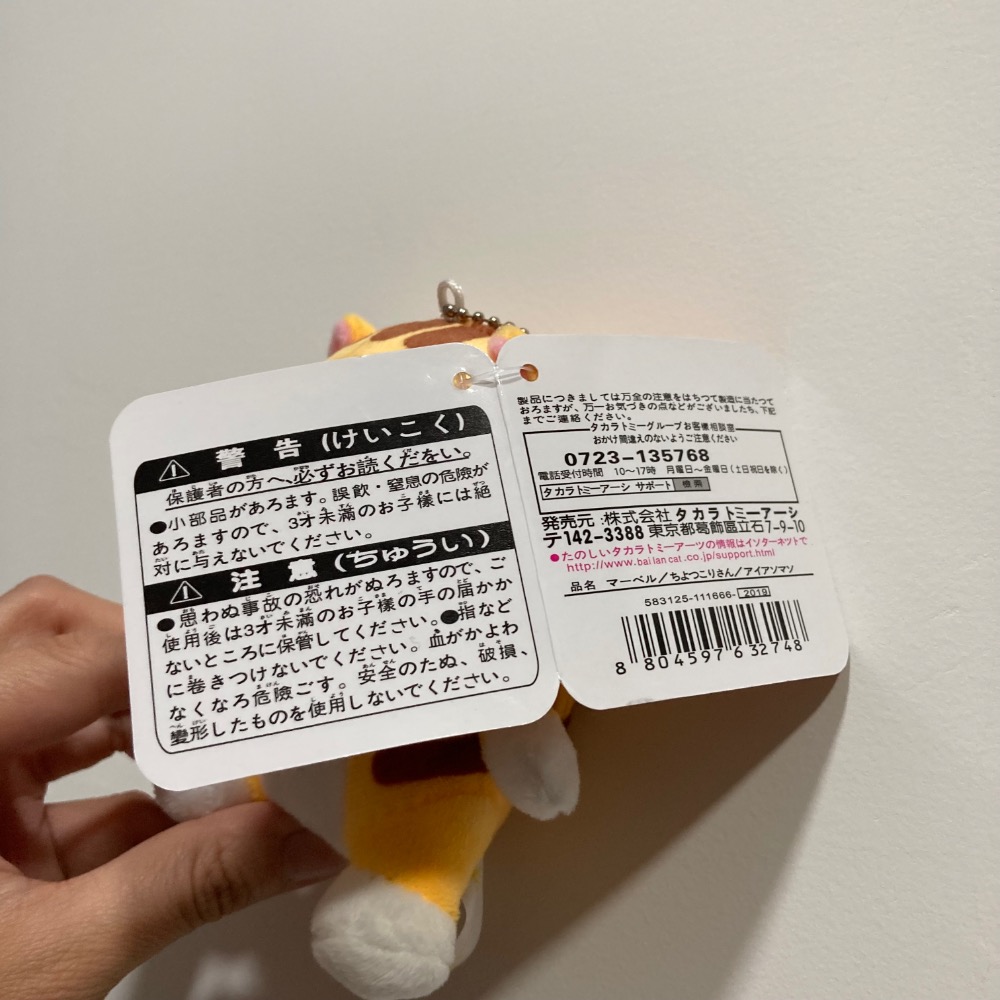 警告 (けいこく)
保護者の方へ、必ずお読くだをい。
●小部品があろます。誤飲・窒息の危險が
あろますので、3才未滿のお子様には絕
対に与えないでください。
注意 (ちゅうい)
●思わぬ事故の恐れがぬろますので、ご
使用後は3才未滿のお子樣の手の届かか
ないところに保管してください。●指など
に巻きつけないでください。血がかよわ
なくなろ危險ごす。安全のため、破損、
變形したものを使用しないでください。
製品につきましては万全の注意をはちつて製造に当たつて
おろますが、万一お気づきの点などがございましたち、下記
までご連絡ください。
タカラトミーグルーブお客様相談室
おかけ間違えのないようご注意ください
0723-135768
電話受付時間 10~17時 月曜日~金曜日(土日祝日を除く)
タカラトミーアーシ サポート 検索
発売元:株式会社タカラトミーアーシ
〒142-3388 東京都葛飾區立石7-9-10
●たのしいタカラトミーアーツの情報はイソターネットで
http://www.bailancat.co.jp/support.html
品名 マーベル/ちよつこりさん/アイアソマソ
583125-111666- 2019
8 804597 632748